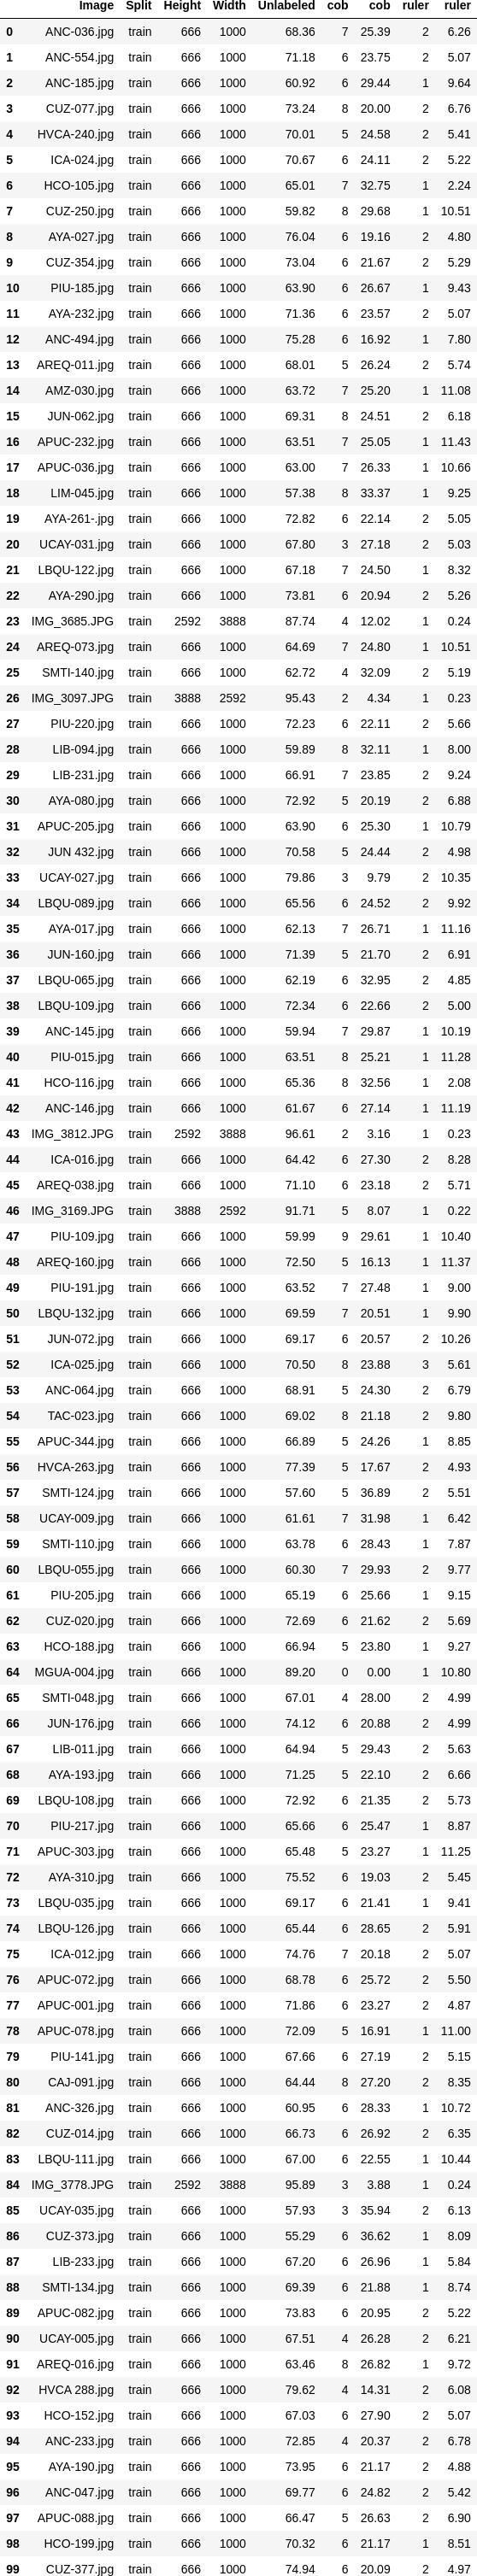 Image Split Height Width Unlabeled cob cob ruler ruler
0 ANC-036.jpg train 666 1000 68.36 7 25.39 2 6.26
1 ANC-554.jpg train 666 1000 71.18 6 23.75 2 5.07
2 ANC-185.jpg train 666 1000 60.92 6 29.44 1 9.64
3 CUZ-077.jpg train 666 1000 73.24 8 20.00 2 6.76
4 HVCA-240.jpg train 666 1000 70.01 5 24.58 2 5.41
5 ICA-024.jpg train 666 1000 70.67 6 24.11 2 5.22
6 HCO-105.jpg train 666 1000 65.01 7 32.75 1 2.24
7 CUZ-250.jpg train 666 1000 59.82 8 29.68 1 10.51
8 AYA-027.jpg train 666 1000 76.04 6 19.16 2 4.80
9 CUZ-354.jpg train 666 1000 73.04 6 21.67 2 5.29
10 PIU-185.jpg train 666 1000 63.90 6 26.67 1 9.43
11 AYA-232.jpg train 666 1000 71.36 6 23.57 2 5.07
12 ANC-494.jpg train 666 1000 75.28 6 16.92 1 7.80
13 AREQ-011.jpg train 666 1000 68.01 5 26.24 2 5.74
14 AMZ-030.jpg train 666 1000 63.72 7 25.20 1 11.08
15 JUN-062.jpg train 666 1000 69.31 8 24.51 2 6.18
16 APUC-232.jpg train 666 1000 63.51 7 25.05 1 11.43
17 APUC-036.jpg train 666 1000 63.00 7 26.33 1 10.66
18 LIM-045.jpg train 666 1000 57.38 8 33.37 1 9.25
19 AYA-261-.jpg train 666 1000 72.82 6 22.14 2 5.05
20 UCAY-031.jpg train 666 1000 67.80 3 27.18 2 5.03
21 LBQU-122.jpg train 666 1000 67.18 7 24.50 1 8.32
22 AYA-290.jpg train 666 1000 73.81 6 20.94 2 5.26
23 IMG_3685.JPG train 2592 3888 87.74 4 12.02 1 0.24
24 AREQ-073.jpg train 666 1000 64.69 7 24.80 1 10.51
25 SMTI-140.jpg train 666 1000 62.72 4 32.09 2 5.19
26 IMG_3097.JPG train 3888 2592 95.43 2 4.34 1 0.23
27 PIU-220.jpg train 666 1000 72.23 6 22.11 2 5.66
28 LIB-094.jpg train 666 1000 59.89 8 32.11 1 8.00
29 LIB-231.jpg train 666 1000 66.91 7 23.85 2 9.24
30 AYA-080.jpg train 666 1000 72.92 5 20.19 2 6.88
31 APUC-205.jpg train 666 1000 63.90 6 25.30 1 10.79
32 JUN 432.jpg train 666 1000 70.58 5 24.44 2 4.98
33 UCAY-027.jpg train 666 1000 79.86 3 9.79 2 10.35
34 LBQU-089.jpg train 666 1000 65.56 6 24.52 2 9.92
35 AYA-017.jpg train 666 1000 62.13 7 26.71 1 11.16
36 JUN-160.jpg train 666 1000 71.39 5 21.70 2 6.91
37 LBQU-065.jpg train 666 1000 62.19 6 32.95 2 4.85
38 LBQU-109.jpg train 666 1000 72.34 6 22.66 2 5.00
39 ANC-145.jpg train 666 1000 59.94 7 29.87 1 10.19
40 PIU-015.jpg train 666 1000 63.51 8 25.21 1 11.28
41 HCO-116.jpg train 666 1000 65.36 8 32.56 1 2.08
42 ANC-146.jpg train 666 1000 61.67 6 27.14 1 11.19
43 IMG_3812.JPG train 2592 3888 96.61 2 3.16 1 0.23
44 ICA-016.jpg train 666 1000 64.42 6 27.30 2 8.28
45 AREQ-038.jpg train 666 1000 71.10 6 23.18 2 5.71
46 IMG_3169.JPG train 3888 2592 91.71 5 8.07 1 0.22
47 PIU-109.jpg train 666 1000 59.99 9 29.61 1 10.40
48 AREQ-160.jpg train 666 1000 72.50 5 16.13 1 11.37
49 PIU-191.jpg train 666 1000 63.52 7 27.48 1 9.00
50 LBQU-132.jpg train 666 1000 69.59 7 20.51 1 9.90
51 JUN-072.jpg train 666 1000 69.17 6 20.57 2 10.26
52 ICA-025.jpg train 666 1000 70.50 8 23.88 3 5.61
53 ANC-064.jpg train 666 1000 68.91 5 24.30 2 6.79
54 TAC-023.jpg train 666 1000 69.02 8 21.18 2 9.80
55 APUC-344.jpg train 666 1000 66.89 5 24.26 1 8.85
56 HVCA-263.jpg train 666 1000 77.39 5 17.67 2 4.93
57 SMTI-124.jpg train 666 1000 57.60 5 36.89 2 5.51
58 UCAY-009.jpg train 666 1000 61.61 7 31.98 1 6.42
59 SMTI-110.jpg train 666 1000 63.78 6 28.43 1 7.87
60 LBQU-055.jpg train 666 1000 60.30 7 29.93 2 9.77
61 PIU-205.jpg train 666 1000 65.19 6 25.66 1 9.15
62 CUZ-020.jpg train 666 1000 72.69 6 21.62 2 5.69
63 HCO-188.jpg train 666 1000 66.94 5 23.80 1 9.27
64 MGUA-004.jpg train 666 1000 89.20 0 0.00 1 10.80
65 SMTI-048.jpg train 666 1000 67.01 4 28.00 2 4.99
66 JUN-176.jpg train 666 1000 74.12 6 20.88 2 4.99
67 LIB-011.jpg train 666 1000 64.94 5 29.43 2 5.63
68 AYA-193.jpg train 666 1000 71.25 5 22.10 2 6.66
69 LBQU-108.jpg train 666 1000 72.92 6 21.35 2 5.73
70 PIU-217.jpg train 666 1000 65.66 6 25.47 1 8.87
71 APUC-303.jpg train 666 1000 65.48 5 23.27 1 11.25
72 AYA-310.jpg train 666 1000 75.52 6 19.03 2 5.45
73 LBQU-035.jpg train 666 1000 69.17 6 21.41 1 9.41
74 LBQU-126.jpg train 666 1000 65.44 6 28.65 2 5.91
75 ICA-012.jpg train 666 1000 74.76 7 20.18 2 5.07
76 APUC-072.jpg train 666 1000 68.78 6 25.72 2 5.50
77 APUC-001.jpg train 666 1000 71.86 6 23.27 2 4.87
78 APUC-078.jpg train 666 1000 72.09 5 16.91 1 11.00
79 PIU-141.jpg train 666 1000 67.66 6 27.19 2 5.15
80 CAJ-091.jpg train 666 1000 64.44 8 27.20 2 8.35
81 ANC-326.jpg train 666 1000 60.95 6 28.33 1 10.72
82 CUZ-014.jpg train 666 1000 66.73 6 26.92 2 6.35
83 LBQU-111.jpg train 666 1000 67.00 6 22.55 1 10.44
84 IMG_3778.JPG train 2592 3888 95.89 3 3.88 1 0.24
85 UCAY-035.jpg train 666 1000 57.93 3 35.94 2 6.13
86 CUZ-373.jpg train 666 1000 55.29 6 36.62 1 8.09
87 LIB-233.jpg train 666 1000 67.20 6 26.96 1 5.84
88 SMTI-134.jpg train 666 1000 69.39 6 21.88 1 8.74
89 APUC-082.jpg train 666 1000 73.83 6 20.95 2 5.22
90 UCAY-005.jpg train 666 1000 67.51 4 26.28 2 6.21
91 AREQ-016.jpg train 666 1000 63.46 8 26.82 1 9.72
92 HVCA 288.jpg train 666 1000 79.62 4 14.31 2 6.08
93 HCO-152.jpg train 666 1000 67.03 6 27.90 2 5.07
94 ANC-233.jpg train 666 1000 72.85 4 20.37 2 6.78
95 AYA-190.jpg train 666 1000 73.95 6 21.17 2 4.88
96 ANC-047.jpg train 666 1000 69.77 6 24.82 2 5.42
97 APUC-088.jpg train 666 1000 66.47 5 26.63 2 6.90
98 HCO-199.jpg train 666 1000 70.32 6 21.17 1 8.51
99 CUZ-377.jpg train 666 1000 74.94 6 20.09 2 4.97